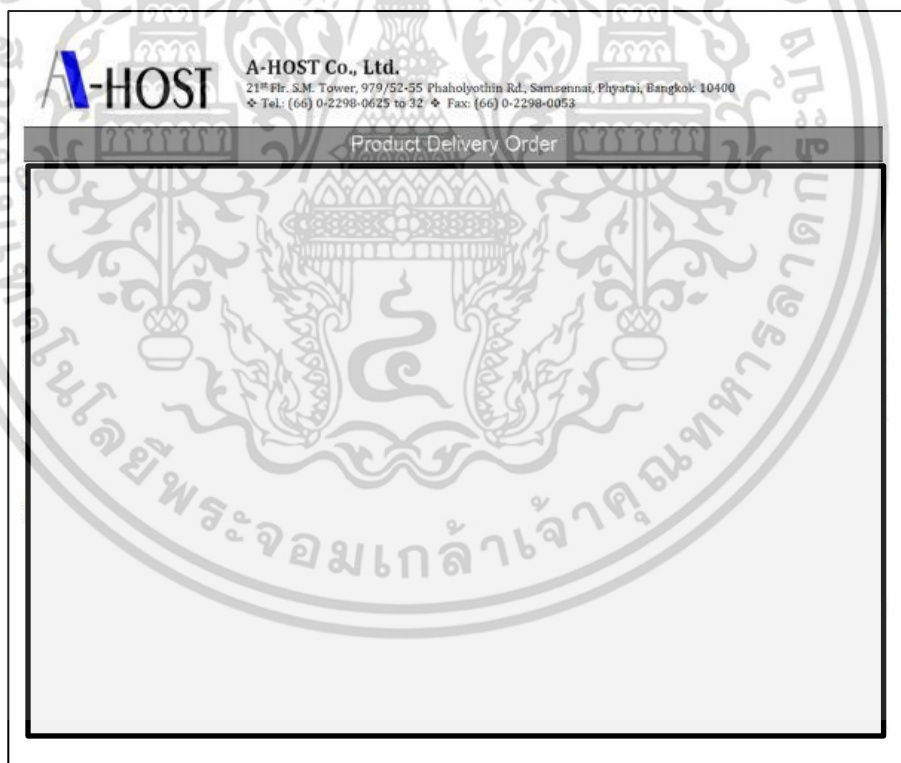 A-HOST
A-HOST Co., Ltd.
21st Flr. S.M. Tower, 979/52-55 Phaholyothin Rd., Samsennai, Phyatai, Bangkok 10400
❖ Tel.: (66) 0-2298-0625 to 32 ❖ Fax: (66) 0-2298-0053
Product Delivery Order
พระจอมเกล้าเจ้าคุณทหารลาดกระบัง